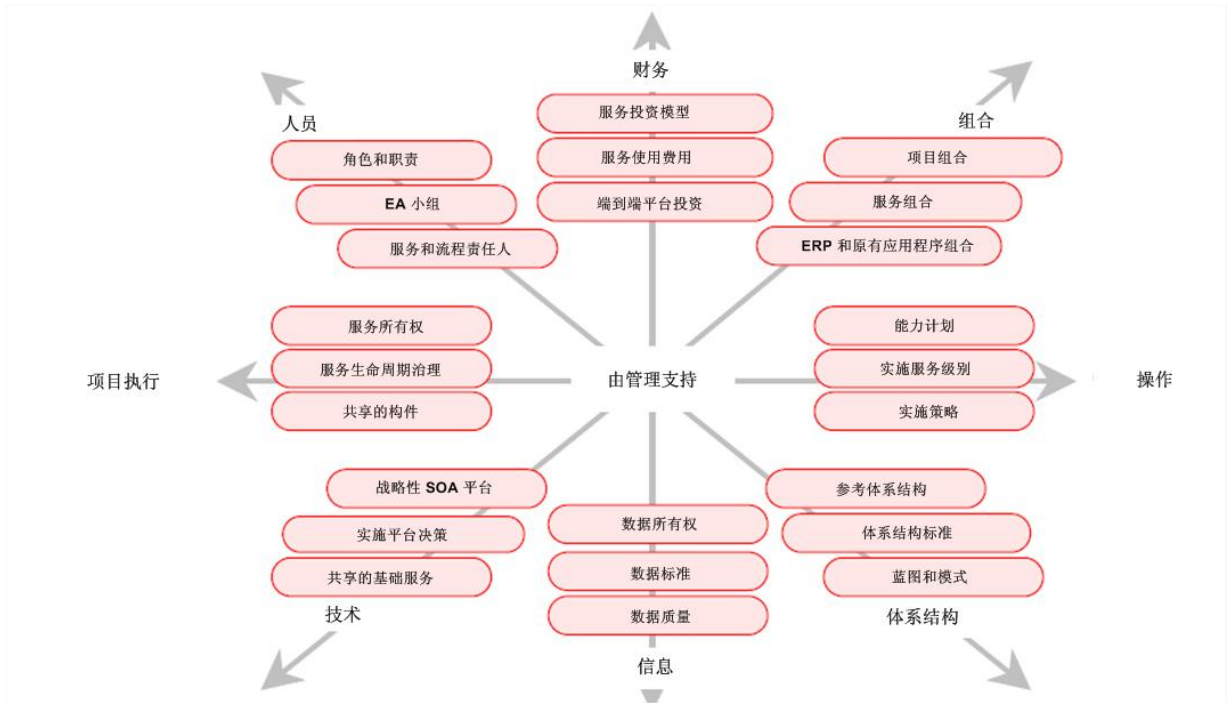 财务
人员
服务投资模型
组合
角色和职责
服务使用费用
项目组合
EA 小组
端到端平台投资
服务组合
服务和流程责任人
ERP 和原有应用程序组合
服务所有权
能力计划
项目执行
服务生命周期治理
由管理支持
实施服务级别
操作
共享的构件
实施策略
战略性 SOA 平台
参考体系结构
实施平台决策
数据所有权
体系结构标准
共享的基础服务
数据标准
蓝图和模式
技术
数据质量
体系结构
信息